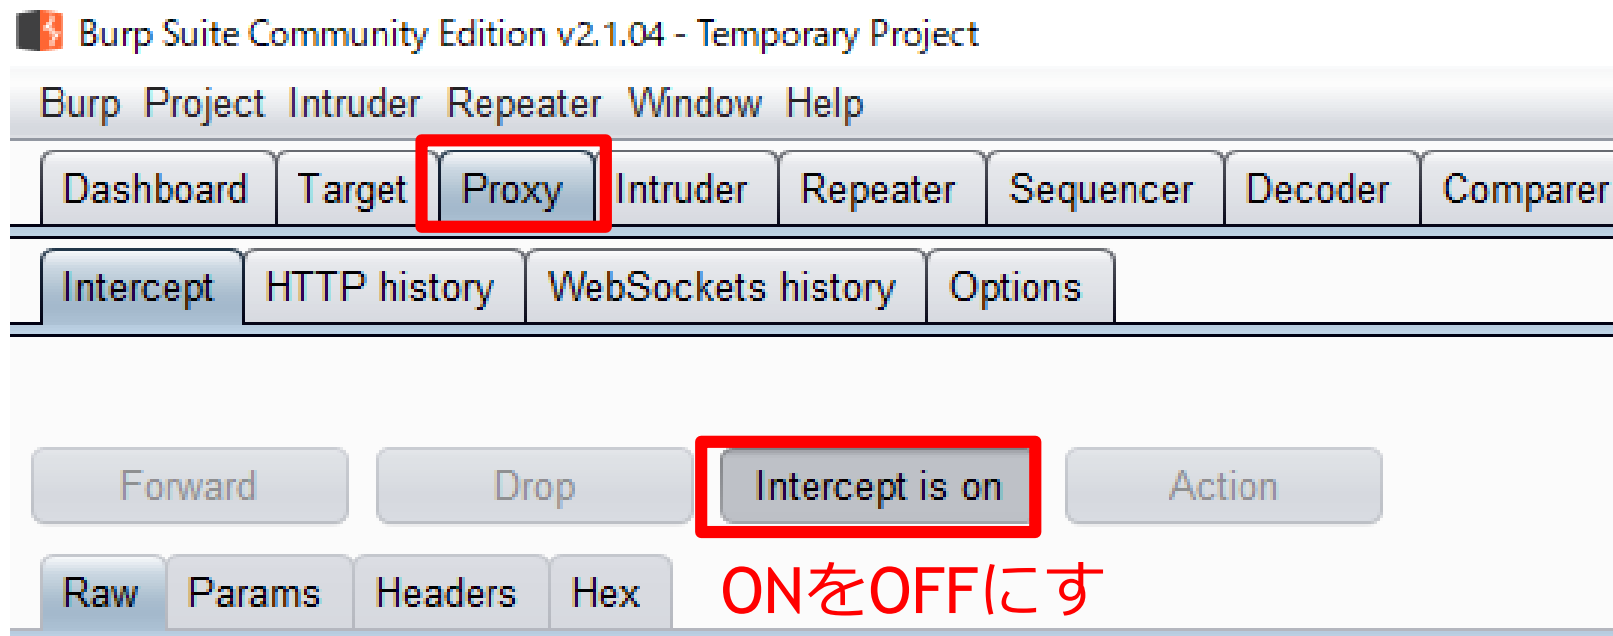 Burp Suite Community Edition v2.1.04 - Temporary Project
Burp Project Intruder Repeater Window Help
Dashboard Target Proxy Intruder Repeater Sequencer Decoder Comparer
Intercept HTTP history WebSockets history Options
Forward Drop Intercept is on Action
Raw Params Headers Hex ONをOFFにす